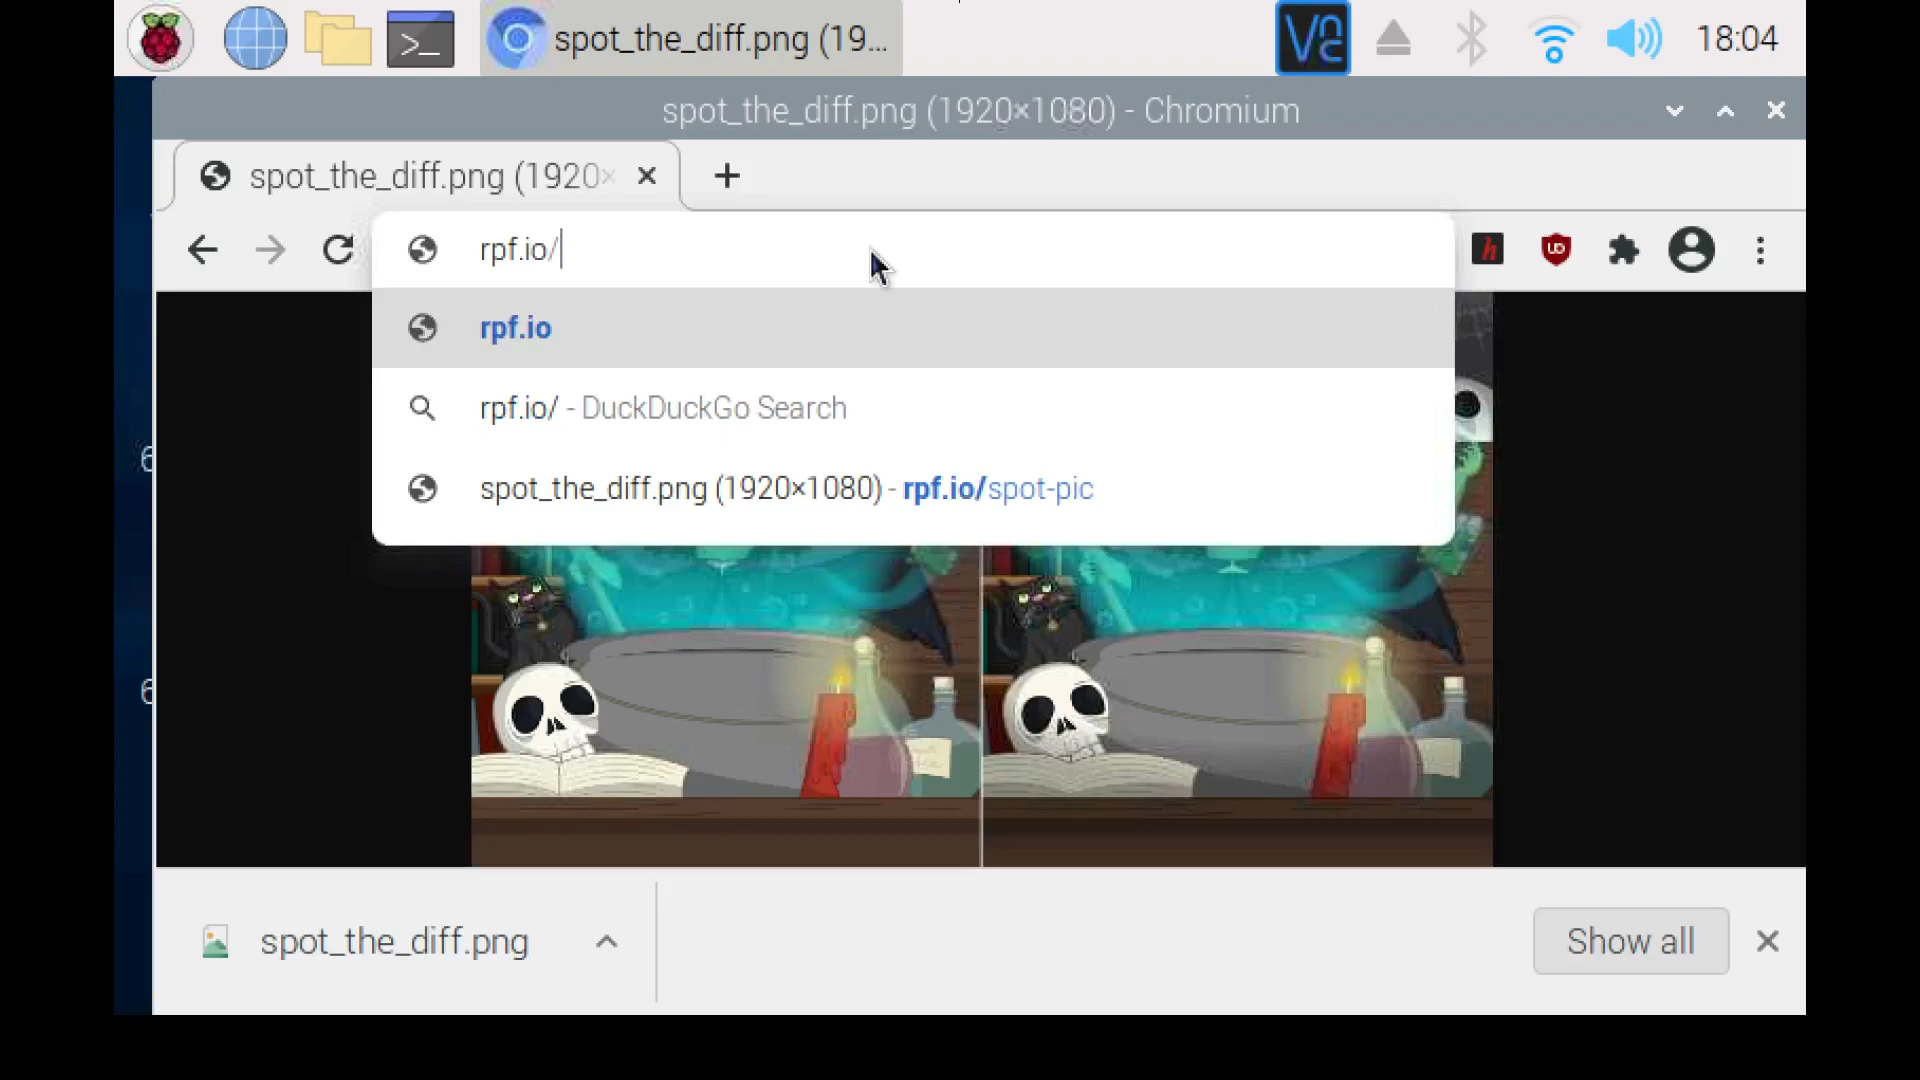 spot_the_diff.png (19...
18:04
spot_the_diff.png (1920×1080) - Chromium
spot_the_diff.png (1920×
rpf.io/
rpf.io
rpf.io/ - DuckDuckGo Search
spot_the_diff.png (1920×1080) - rpf.io/spot-pic
spot_the_diff.png
Show all